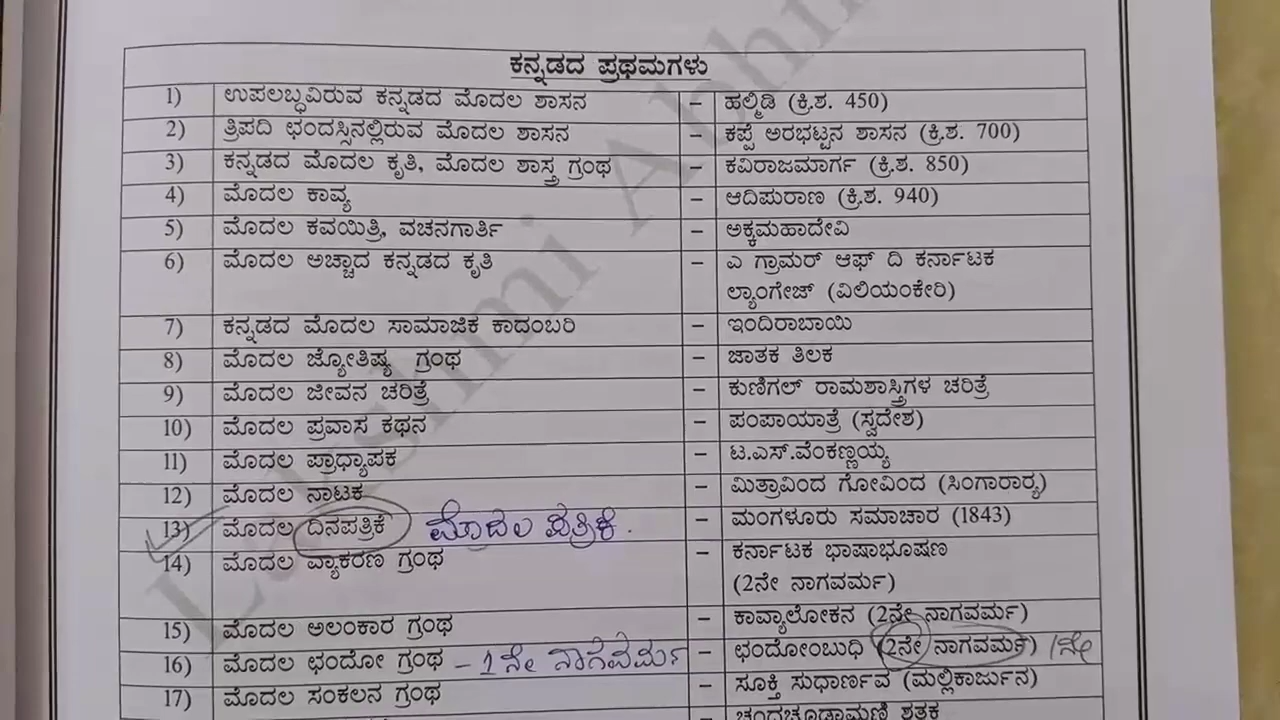 ಕನ್ನಡದ ಪ್ರಥಮಗಳು
1) ಉಪಲಬ್ಧವಿರುವ ಕನ್ನಡದ ಮೊದಲ ಶಾಸನ – ಹಲ್ಮಿಡಿ (ಕ್ರಿ.ಶ. 450)
2) ತ್ರಿಪದಿ ಛಂದಸ್ಸಿನಲ್ಲಿರುವ ಮೊದಲ ಶಾಸನ – ಕಪ್ಪೆ ಅರಭಟ್ಟನ ಶಾಸನ (ಕ್ರಿ.ಶ. 700)
3) ಕನ್ನಡದ ಮೊದಲ ಕೃತಿ, ಮೊದಲ ಶಾಸ್ತ್ರ ಗ್ರಂಥ – ಕವಿರಾಜಮಾರ್ಗ (ಕ್ರಿ.ಶ. 850)
4) ಮೊದಲ ಕಾವ್ಯ – ಆದಿಪುರಾಣ (ಕ್ರಿ.ಶ. 940)
5) ಮೊದಲ ಕವಯಿತ್ರಿ, ವಚನಗಾರ್ತಿ – ಅಕ್ಕಮಹಾದೇವಿ
6) ಮೊದಲ ಅಚ್ಚಾದ ಕನ್ನಡದ ಕೃತಿ – ಎ ಗ್ರಾಮರ್ ಆಫ್ ದಿ ಕರ್ನಾಟಕ
ಲ್ಯಾಂಗೇಜ್ (ವಿಲಿಯಂಕೇರಿ)
7) ಕನ್ನಡದ ಮೊದಲ ಸಾಮಾಜಿಕ ಕಾದಂಬರಿ – ಇಂದಿರಾಬಾಯಿ
8) ಮೊದಲ ಜ್ಯೋತಿಷ್ಯ ಗ್ರಂಥ – ಜಾತಕ ತಿಲಕ
9) ಮೊದಲ ಜೀವನ ಚರಿತ್ರೆ – ಕುಣಿಗಲ್ ರಾಮಶಾಸ್ತ್ರಿಗಳ ಚರಿತ್ರೆ
10) ಮೊದಲ ಪ್ರವಾಸ ಕಥನ – ಪಂಪಾಯಾತ್ರೆ (ಸ್ವದೇಶ)
11) ಮೊದಲ ಪ್ರಾಧ್ಯಾಪಕ – ಟಿ.ಎಸ್.ವೆಂಕಣ್ಣಯ್ಯ
12) ಮೊದಲ ನಾಟಕ – ಮಿತ್ರಾವಿಂದ ಗೋವಿಂದ (ಸಿಂಗಾರಾರ‍್ಯ)
13) ಮೊದಲ ದಿನಪತ್ರಿಕೆ ಮೊದಲ ಪತ್ರಿಕೆ. – ಮಂಗಳೂರು ಸಮಾಚಾರ (1843)
14) ಮೊದಲ ವ್ಯಾಕರಣ ಗ್ರಂಥ – ಕರ್ನಾಟಕ ಭಾಷಾಭೂಷಣ
(2ನೇ ನಾಗವರ್ಮ)
15) ಮೊದಲ ಅಲಂಕಾರ ಗ್ರಂಥ – ಕಾವ್ಯಾಲೋಕನ (2ನೇ ನಾಗವರ್ಮ)
16) ಮೊದಲ ಛಂದೋ ಗ್ರಂಥ – 1ನೇ ನಾಗವರ್ಮ – ಛಂದೋಂಬುಧಿ (2ನೇ ನಾಗವರ್ಮ) 1ನೇ
17) ಮೊದಲ ಸಂಕಲನ ಗ್ರಂಥ – ಸೂಕ್ತಿ ಸುಧಾರ್ಣವ (ಮಲ್ಲಿಕಾರ್ಜುನ)
ಚಂದ್ರಚೂಡಾಮಣಿ ಶತಕ
Lakshmi Abhi